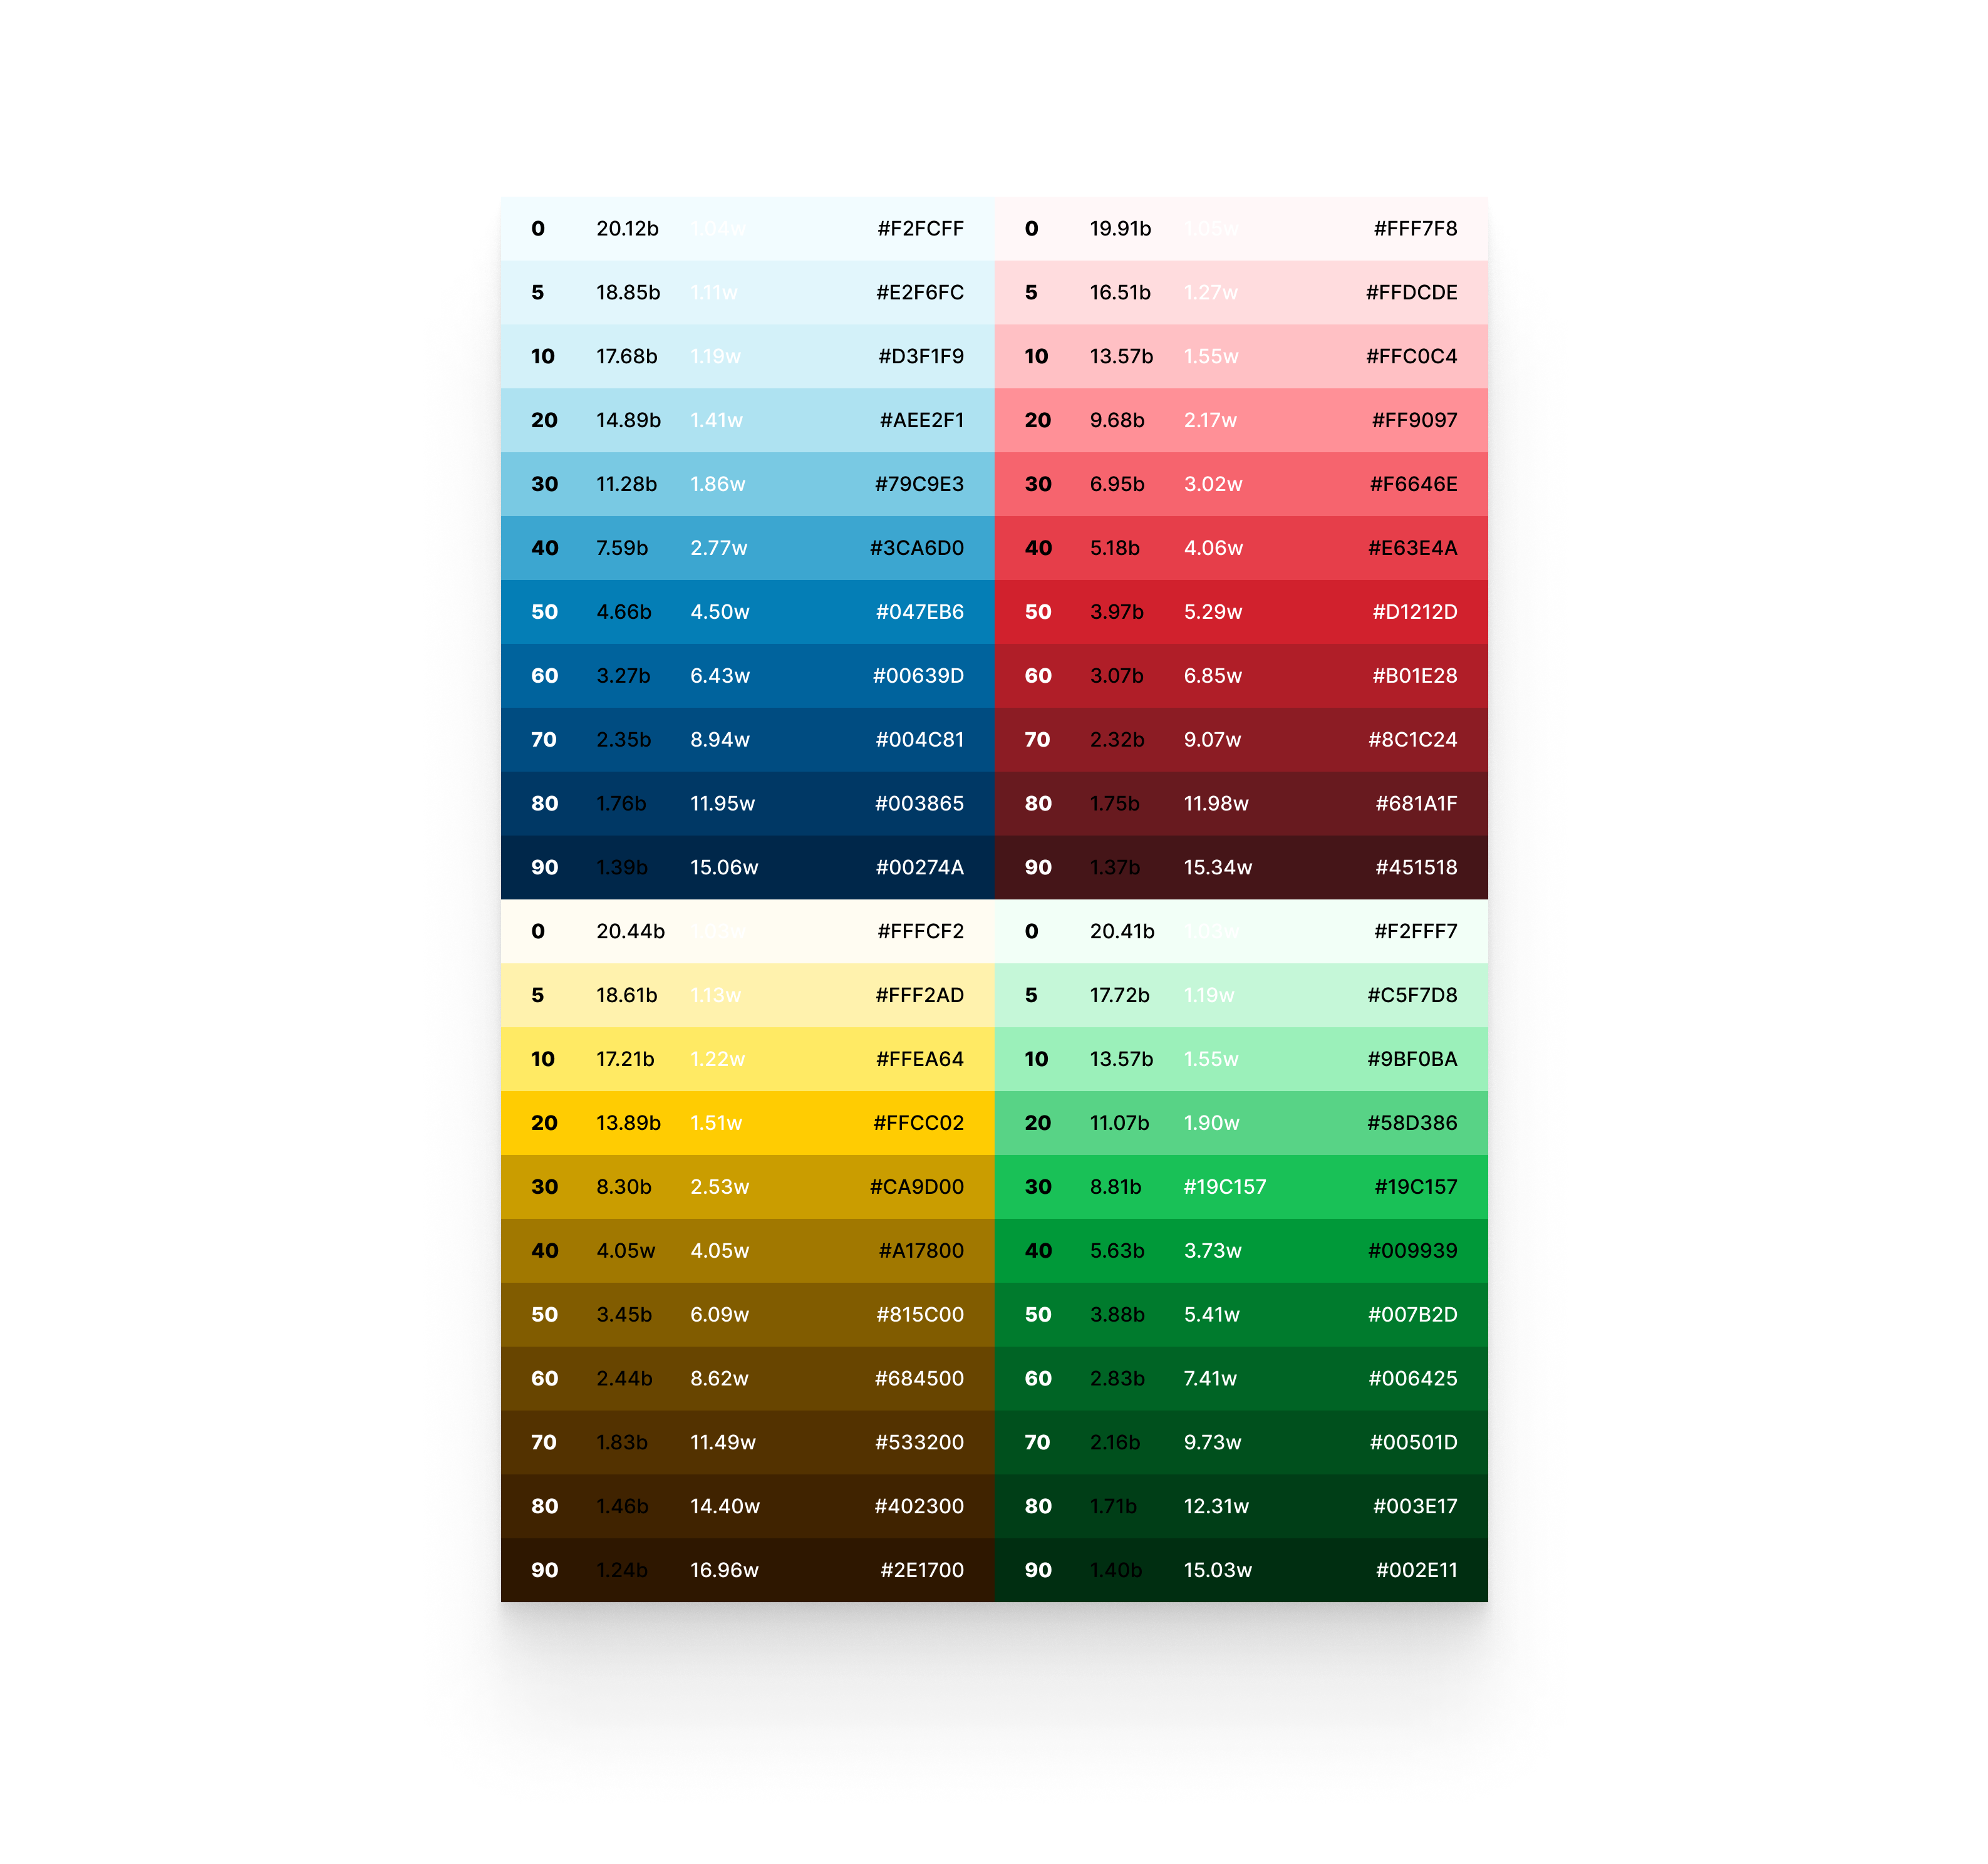 0 20.12b 1.04w #F2FCFF
5 18.85b 1.11w #E2F6FC
10 17.68b 1.19w #D3F1F9
20 14.89b 1.41w #AEE2F1
30 11.28b 1.86w #79C9E3
40 7.59b 2.77w #3CA6D0
50 4.66b 4.50w #047EB6
60 3.27b 6.43w #00639D
70 2.35b 8.94w #004C81
80 1.76b 11.95w #003865
90 1.39b 15.06w #00274A
0 19.91b 1.05w #FFF7F8
5 16.51b 1.27w #FFDCDE
10 13.57b 1.55w #FFC0C4
20 9.68b 2.17w #FF9097
30 6.95b 3.02w #F6646E
40 5.18b 4.06w #E63E4A
50 3.97b 5.29w #D1212D
60 3.07b 6.85w #B01E28
70 2.32b 9.07w #8C1C24
80 1.75b 11.98w #681A1F
90 1.37b 15.34w #451518
0 20.44b 1.03w #FFFCF2
5 18.61b 1.13w #FFF2AD
10 17.21b 1.22w #FFEA64
20 13.89b 1.51w #FFCC02
30 8.30b 2.53w #CA9D00
40 4.05w 4.05w #A17800
50 3.45b 6.09w #815C00
60 2.44b 8.62w #684500
70 1.83b 11.49w #533200
80 1.46b 14.40w #402300
90 1.24b 16.96w #2E1700
0 20.41b 1.03w #F2FFF7
5 17.72b 1.19w #C5F7D8
10 13.57b 1.55w #9BF0BA
20 11.07b 1.90w #58D386
30 8.81b #19C157 #19C157
40 5.63b 3.73w #009939
50 3.88b 5.41w #007B2D
60 2.83b 7.41w #006425
70 2.16b 9.73w #00501D
80 1.71b 12.31w #003E17
90 1.40b 15.03w #002E11